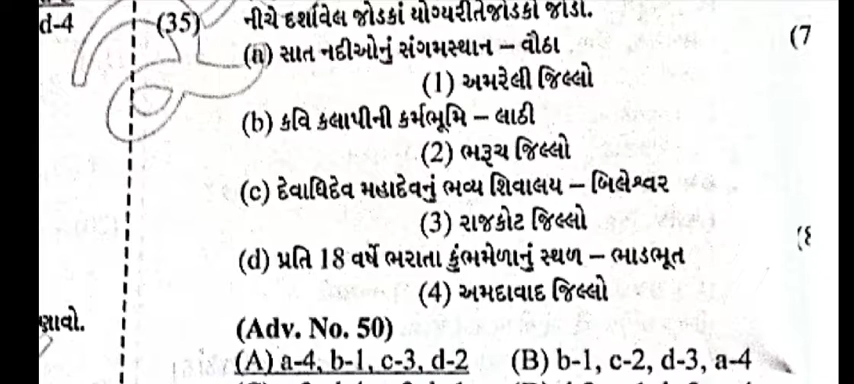 d-4
(35) નીચે દર્શાવેલ જોડકાં યોગ્યરીતેજોડકાં જોડો.
(7
(a) સાત નદીઓનું સંગમસ્થાન – વૌઠા
(1) અમરેલી જિલ્લો
(b) કવિ કલાપીની કર્મભૂમિ – લાઠી
(2) ભરૂચ જિલ્લો
(c) દેવાધિદેવ મહાદેવનું ભવ્ય શિવાલય – બિલેશ્વર
(3) રાજકોટ જિલ્લો
(d) પ્રતિ 18 વર્ષે ભરાતા કુંભમેળાનું સ્થળ – ભાડભૂત
(4) અમદાવાદ જિલ્લો
ણાવો.
(Adv. No. 50)
(A) a-4, b-1, c-3, d-2 (B) b-1, c-2, d-3, a-4